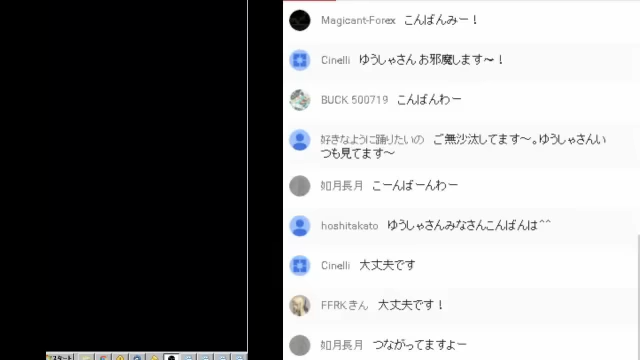 Magicant-Forex こんばんみー！
Cinelli ゆうしゃさんお邪魔します～！
BUCK 500719 こんばんわー
好きなように踊りたいの ご無沙汰してます～。ゆうしゃさんい
つも見てます～
如月長月 こーんばーんわー
hoshitakato ゆうしゃさんみなさんこんばんは^^
Cinelli 大丈夫です
FFRKきん 大丈夫です！
如月長月 つながってますよー
スタート